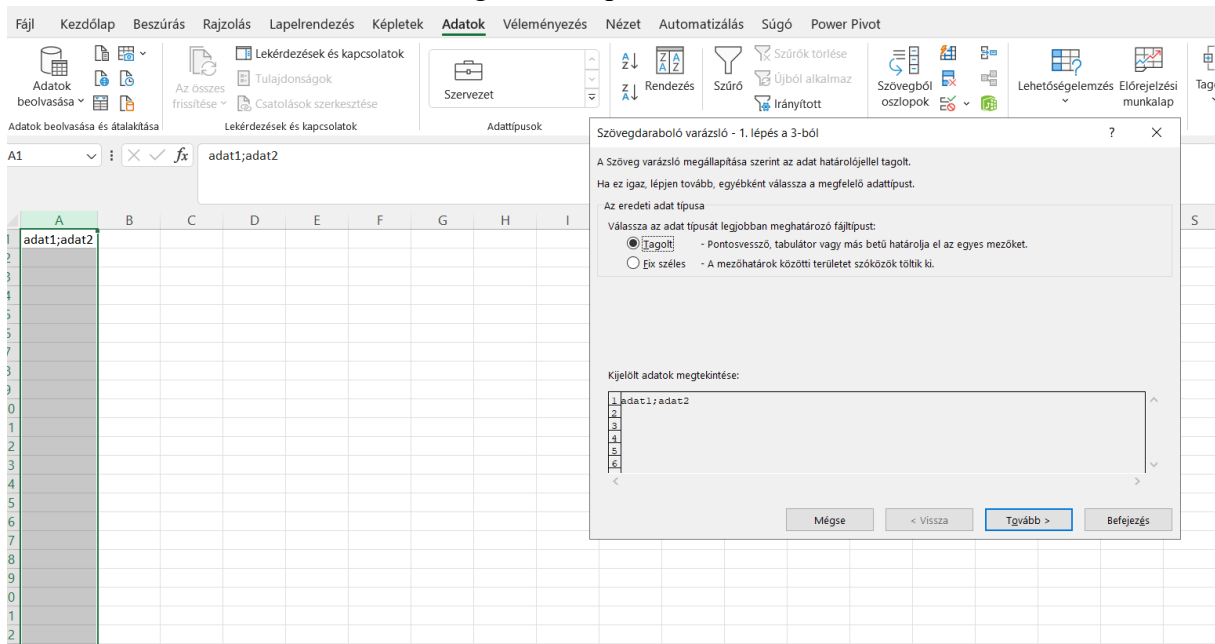 Fájl Kezdőlap Beszúrás Rajzolás Lapelrendezés Képletek Adatok Véleményezés Nézet Automatizálás Súgó Power Pivot
Adatok beolvasása
Az összes frissítése
Lekérdezések és kapcsolatok
Tulajdonságok
Csatolások szerkesztése
Szervezet
Rendezés
Szűrő
Szűrők törlése
Újból alkalmaz
Irányított
Szövegből oszlopok
Lehetőségelemzés
Előrejelzési munkalap
Adatok beolvasása és átalakítása
Lekérdezések és kapcsolatok
Adattípusok
A1 fx adat1;adat2
A B C D E F G H I S
adat1;adat2
Szövegdaraboló varázsló - 1. lépés a 3-ból ? ×
A Szöveg varázsló megállapítása szerint az adat határolójellel tagolt.
Ha ez igaz, lépjen tovább, egyébként válassza a megfelelő adattípust.
Az eredeti adat típusa
Válassza az adat típusát legjobban meghatározó fájltípust:
Tagolt - Pontosvessző, tabulátor vagy más betű határolja el az egyes mezőket.
Fix széles - A mezőhatárok közötti területet szóközök töltik ki.
Kijelölt adatok megtekintése:
1 adat1;adat2
2
3
4
5
6
Mégse < Vissza Tovább > Befejezés